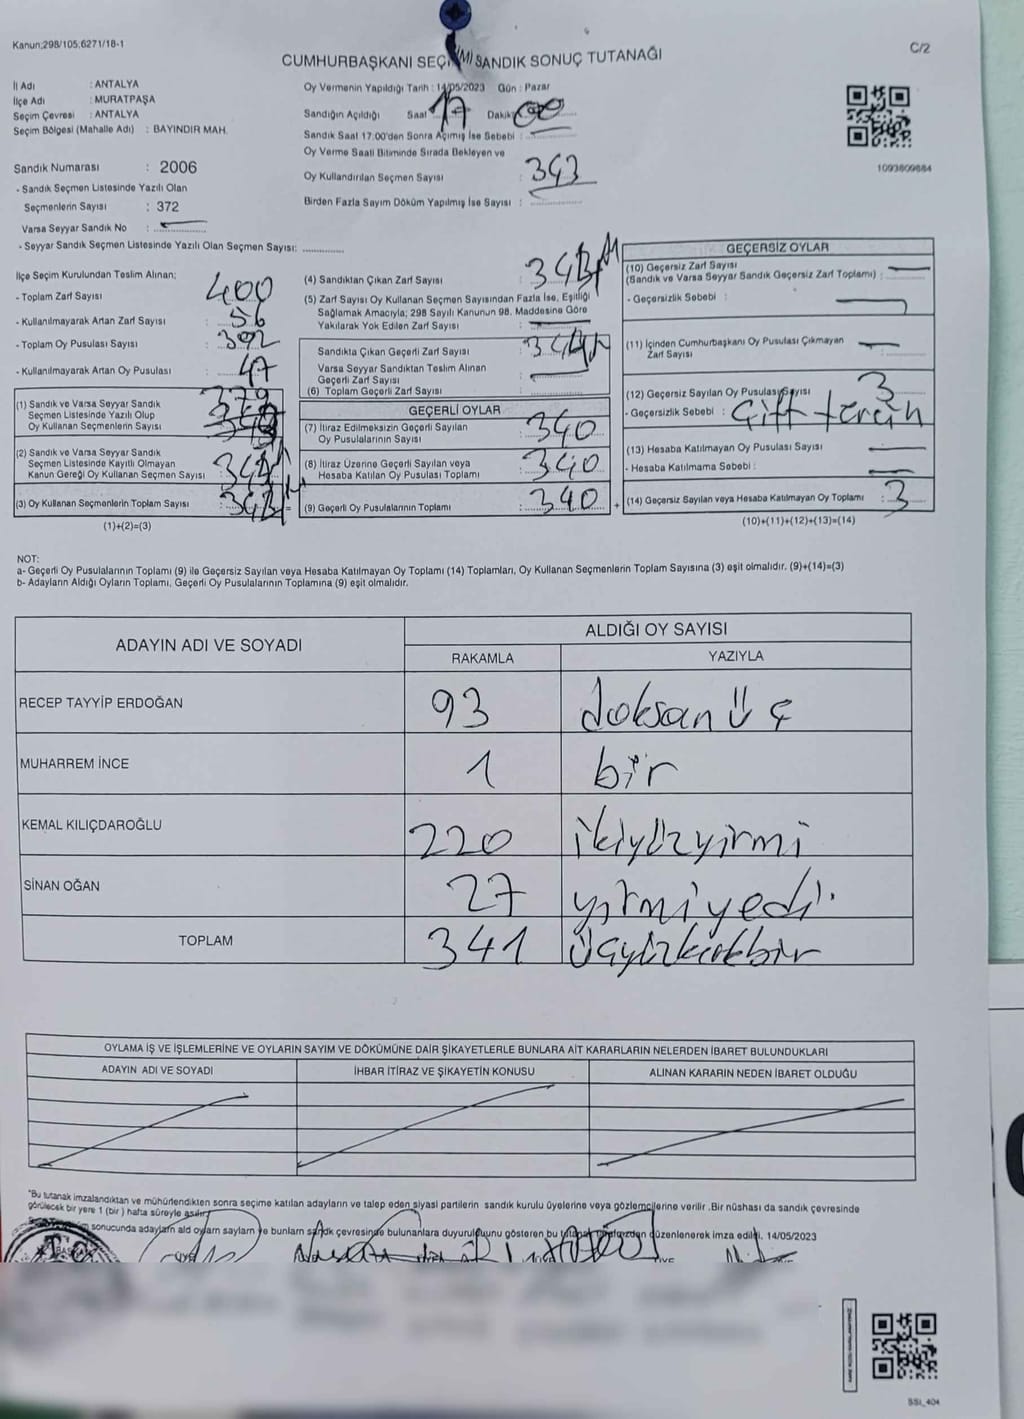 Kanun;298/105,6271/18-1
C/2
CUMHURBAŞKANI SEÇİMİ SANDIK SONUÇ TUTANAĞI
İl Adı : ANTALYA
İlçe Adı : MURATPAŞA
Seçim Çevresi : ANTALYA
Seçim Bölgesi (Mahalle Adı) : BAYINDIR MAH.
Oy Vermenin Yapıldığı Tarih : 14/05/2023 Gün : Pazar
Sandığın Açıldığı Saat 17 Dakika 00
Sandık Saat 17:00'den Sonra Açılmış İse Sebebi :
Oy Verme Saati Bitiminde Sırada Bekleyen ve
Oy Kullandırılan Seçmen Sayısı : 343
Birden Fazla Sayım Döküm Yapılmış İse Sayısı :
1093809884
Sandık Numarası : 2006
- Sandık Seçmen Listesinde Yazılı Olan
Seçmenlerin Sayısı : 372
Varsa Seyyar Sandık No :
- Seyyar Sandık Seçmen Listesinde Yazılı Olan Seçmen Sayısı:
İlçe Seçim Kurulundan Teslim Alınan;
- Toplam Zarf Sayısı : 400
- Kullanılmayarak Artan Zarf Sayısı : 56
- Toplam Oy Pusulası Sayısı : 392
- Kullanılmayarak Artan Oy Pusulası : 47
(1) Sandık ve Varsa Seyyar Sandık
Seçmen Listesinde Yazılı Olup
Oy Kullanan Seçmenlerin Sayısı
(2) Sandık ve Varsa Seyyar Sandık
Seçmen Listesinde Kayıtlı Olmayan
Kanun Gereği Oy Kullanan Seçmen Sayısı
(3) Oy Kullanan Seçmenlerin Toplam Sayısı
(1)+(2)=(3)
(4) Sandıktan Çıkan Zarf Sayısı : 343
(5) Zarf Sayısı Oy Kullanan Seçmen Sayısından Fazla İse, Eşitliği
Sağlamak Amacıyla; 298 Sayılı Kanunun 98. Maddesine Göre
Yakılarak Yok Edilen Zarf Sayısı :
Sandıkta Çıkan Geçerli Zarf Sayısı
Varsa Seyyar Sandıktan Teslim Alınan
Geçerli Zarf Sayısı
(6) Toplam Geçerli Zarf Sayısı
GEÇERLİ OYLAR
(7) İtiraz Edilmeksizin Geçerli Sayılan
Oy Pusulalarının Sayısı : 340
(8) İtiraz Üzerine Geçerli Sayılan veya
Hesaba Katılan Oy Pusulası Toplamı : 340
(9) Geçerli Oy Pusulalarının Toplamı : 340
GEÇERSİZ OYLAR
(10) Geçersiz Zarf Sayısı
(Sandık ve Varsa Seyyar Sandık Geçersiz Zarf Toplamı) :
- Geçersizlik Sebebi :
(11) İçinden Cumhurbaşkanı Oy Pusulası Çıkmayan
Zarf Sayısı
(12) Geçersiz Sayılan Oy Pusulası Sayısı 3
- Geçersizlik Sebebi : Çift tercih
(13) Hesaba Katılmayan Oy Pusulası Sayısı
- Hesaba Katılmama Sebebi :
(14) Geçersiz Sayılan veya Hesaba Katılmayan Oy Toplamı : 3
(10)+(11)+(12)+(13)=(14)
NOT:
a- Geçerli Oy Pusulalarının Toplamı (9) ile Geçersiz Sayılan veya Hesaba Katılmayan Oy Toplamı (14) Toplamları, Oy Kullanan Seçmenlerin Toplam Sayısına (3) eşit olmalıdır. (9)+(14)=(3)
b- Adayların Aldığı Oyların Toplamı, Geçerli Oy Pusulalarının Toplamına (9) eşit olmalıdır.
ADAYIN ADI VE SOYADI
ALDIĞI OY SAYISI
RAKAMLA YAZIYLA
RECEP TAYYİP ERDOĞAN 93 doksan üç
MUHARREM İNCE 1 bir
KEMAL KILIÇDAROĞLU 220 ikiyüzyirmi
SİNAN OĞAN 27 yirmiyedi.
TOPLAM 341 üçyüzkırkbir
OYLAMA İŞ VE İŞLEMLERİNE VE OYLARIN SAYIM VE DÖKÜMÜNE DAİR ŞİKAYETLERLE BUNLARA AİT KARARLARIN NELERDEN İBARET BULUNDUKLARI
ADAYIN ADI VE SOYADI İHBAR İTİRAZ VE ŞİKAYETİN KONUSU ALINAN KARARIN NEDEN İBARET OLDUĞU
*Bu tutanak imzalandıktan ve mühürlendikten sonra seçime katılan adayların ve talep eden siyasi partilerin sandık kurulu üyelerine veya gözlemcilerine verilir .Bir nüshası da sandık çevresinde
görülecek bir yere 1 (bir ) hafta süreyle asılır.
sonucunda adayların oyların ve bunların sandık çevresinde bulunanlara duyurulduğunu gösteren bu tutanak düzenlenerek imza edildi. 14/05/2023
SSI_404